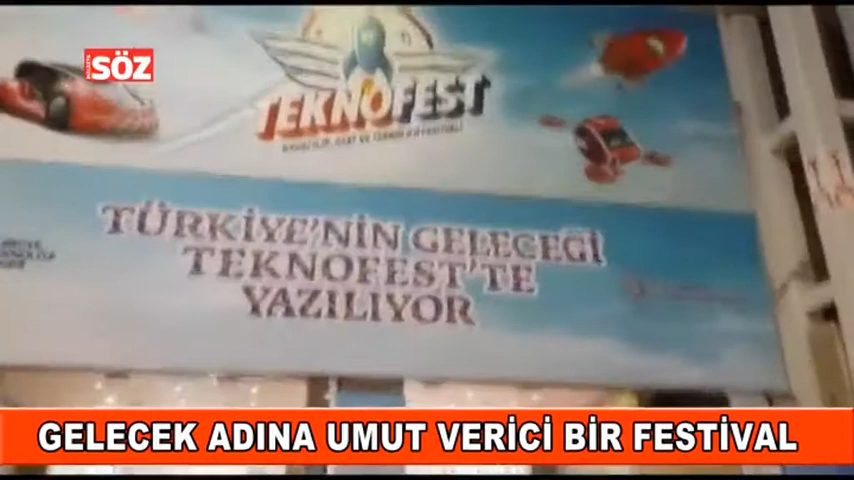 SÖZ
TEKNOFEST
TÜRKİYE'NİN GELECEĞİ
TEKNOFEST'TE
YAZILIYOR
GELECEK ADINA UMUT VERİCİ BİR FESTİVAL